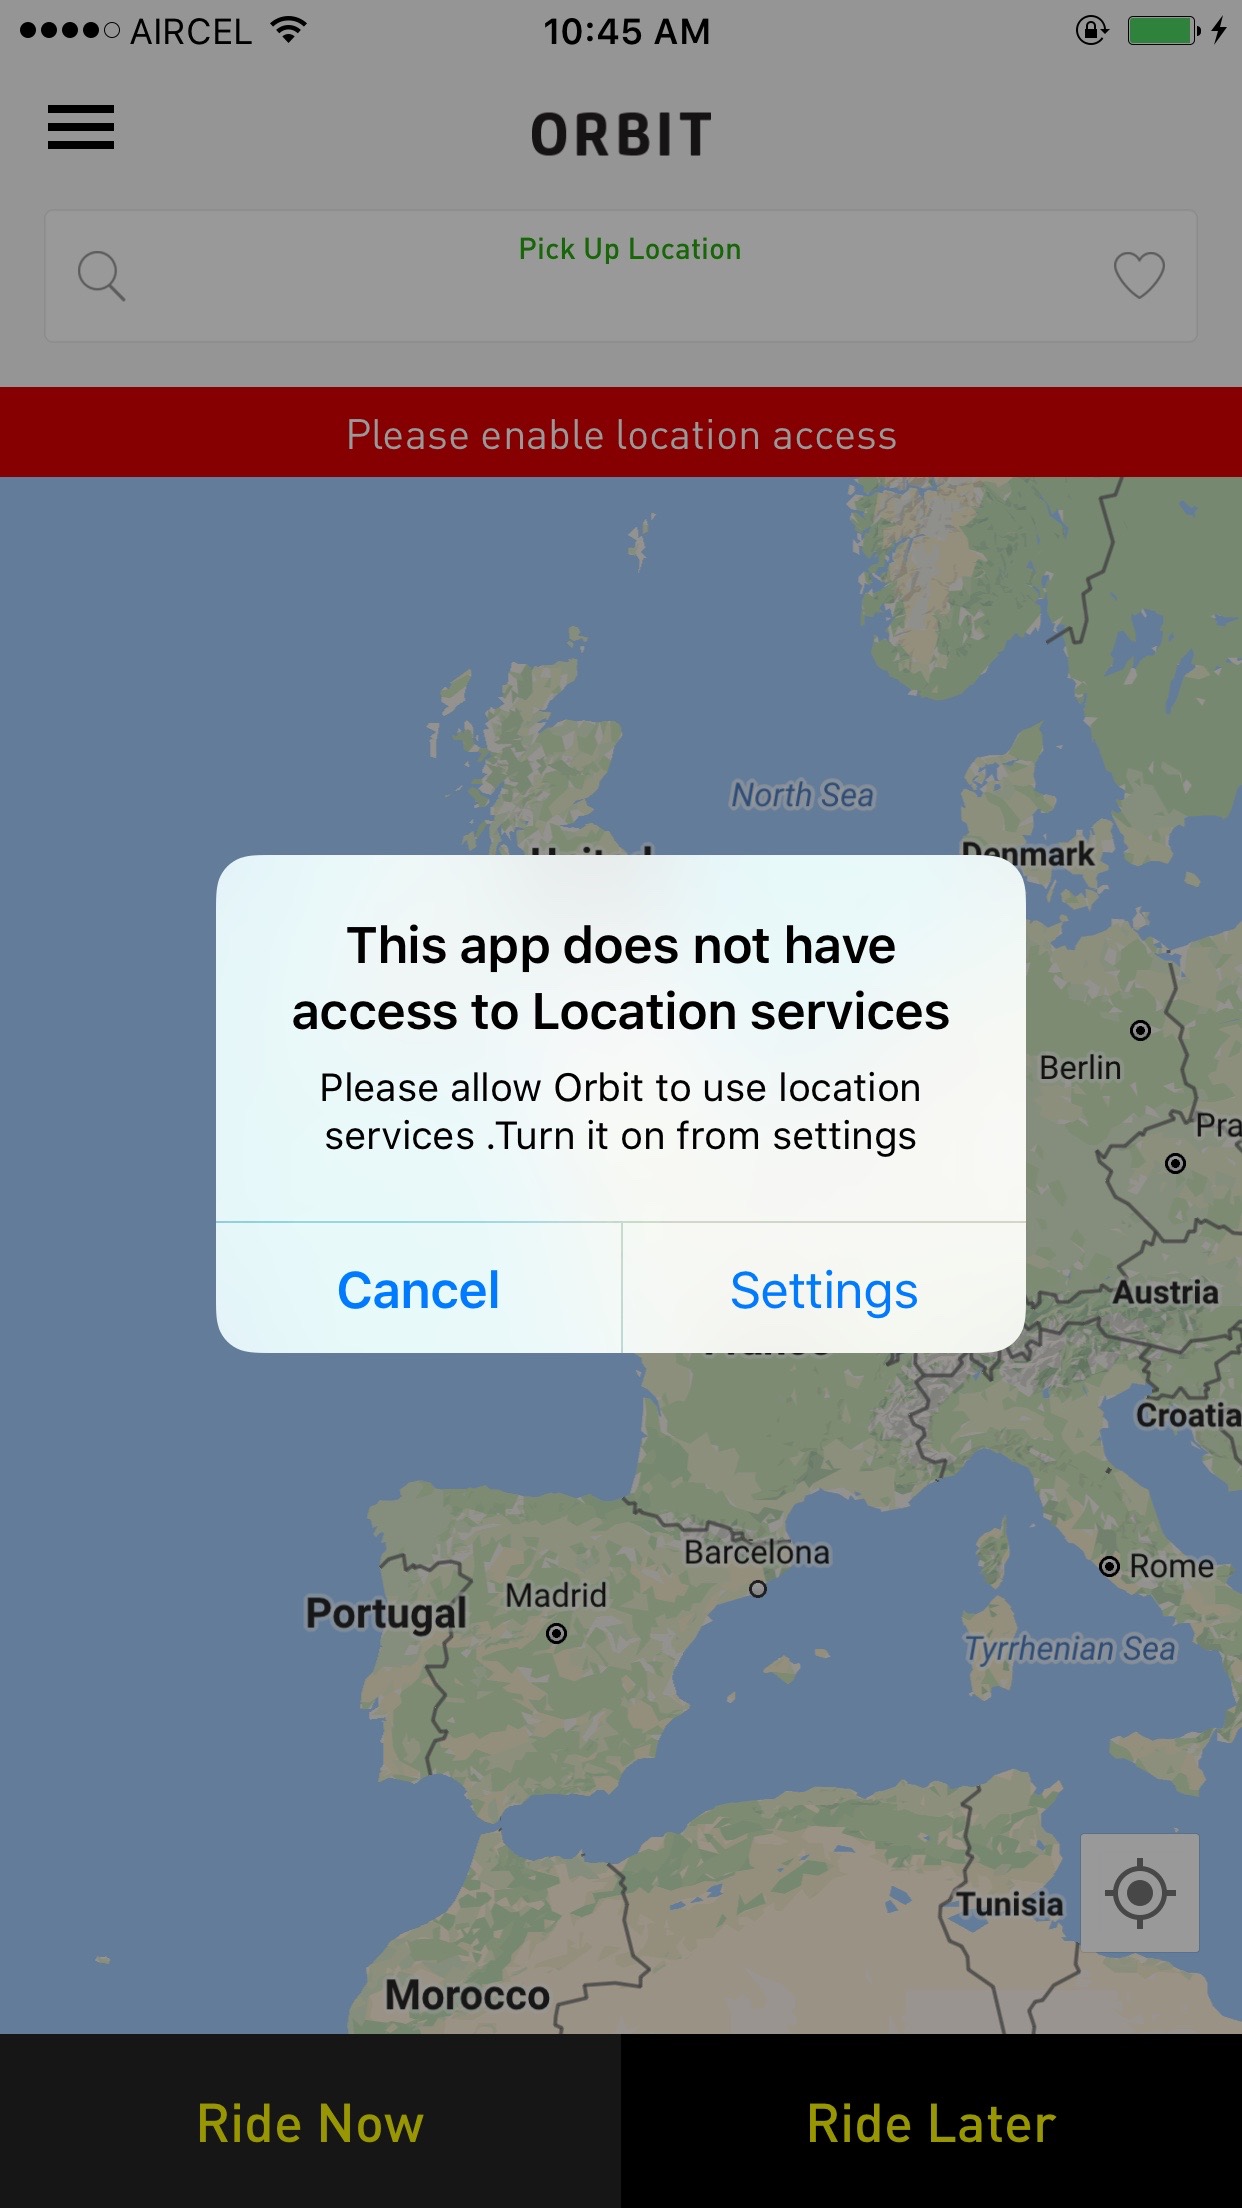 AIRCEL
10:45 AM
ORBIT
Pick Up Location
Please enable location access
North Sea
Denmark
This app does not have
access to Location services
Please allow Orbit to use location
services .Turn it on from settings
Cancel
Settings
Berlin
Pra
Austria
Croatia
Barcelona
Madrid
Rome
Portugal
Tyrrhenian Sea
Tunisia
Morocco
Ride Now
Ride Later